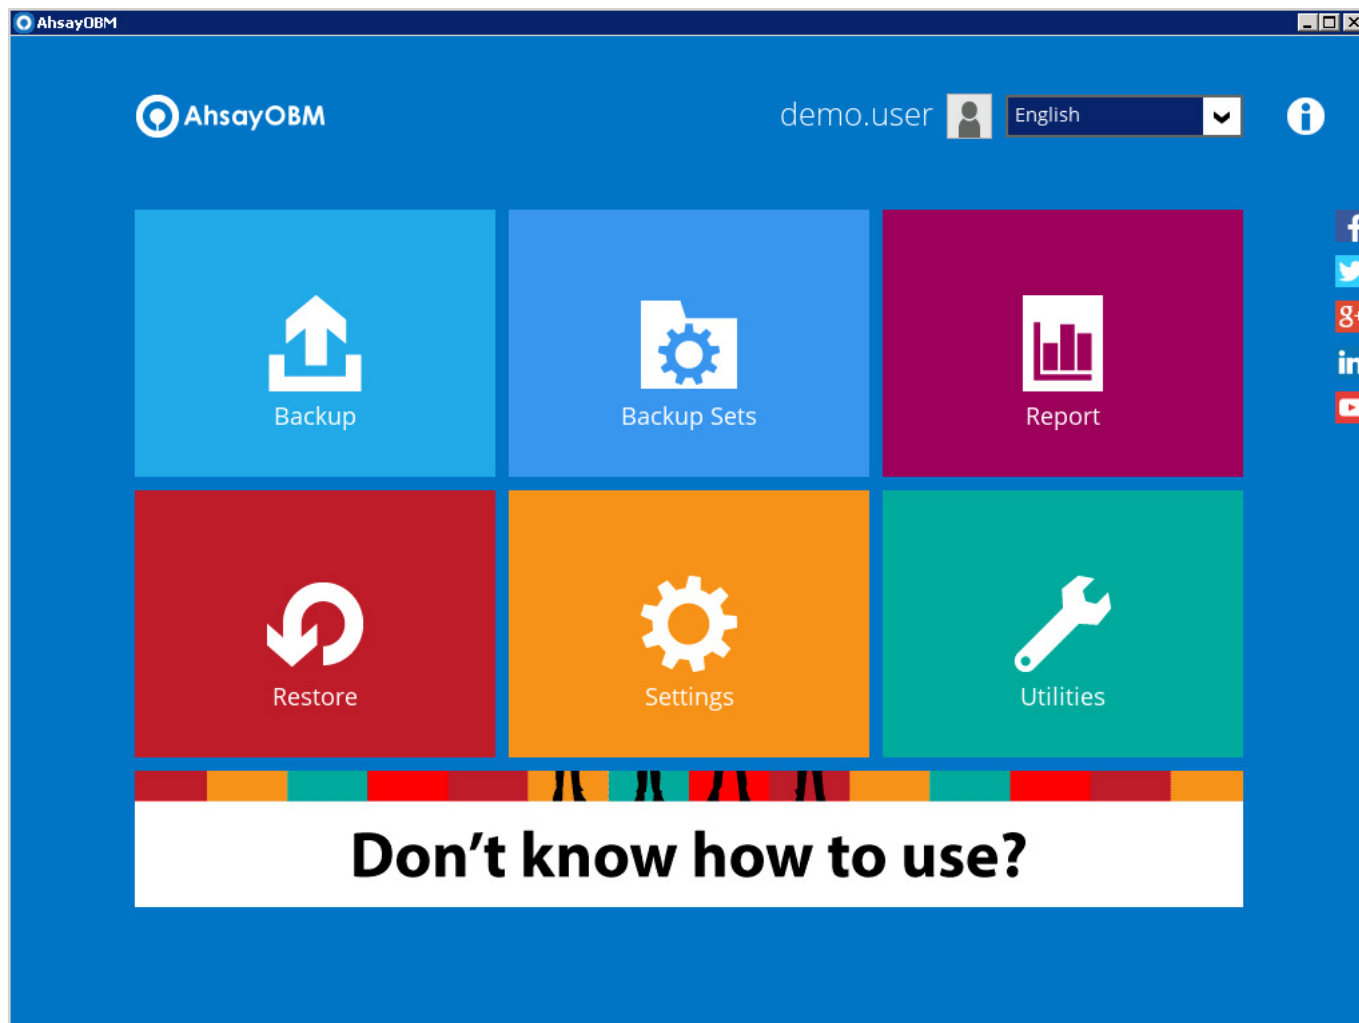 AhsayOBM
AhsayOBM
demo.user
English
Backup
Backup Sets
Report
Restore
Settings
Utilities
Don't know how to use?